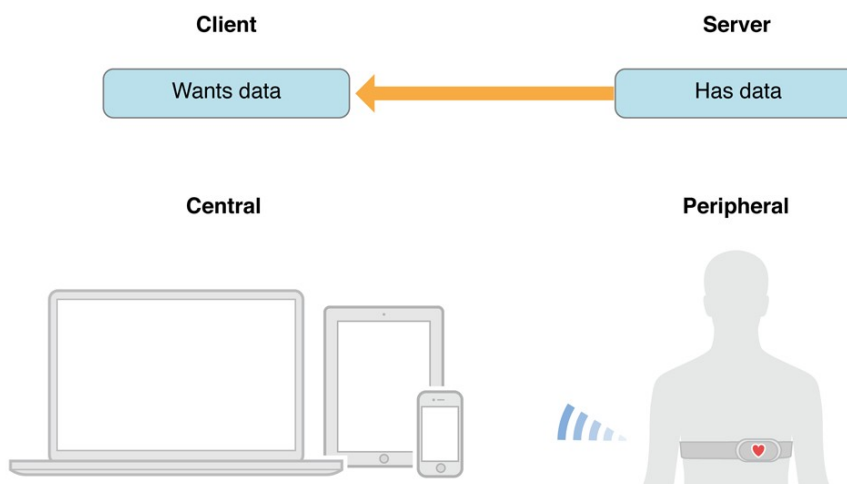 Client
Server
Wants data
Has data
Central
Peripheral